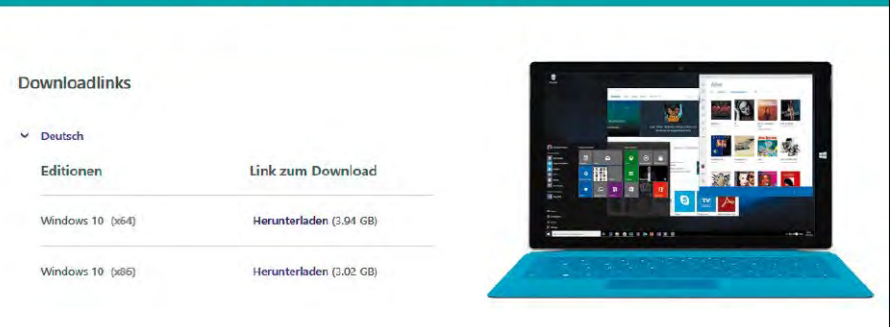 Downloadlinks
Deutsch
Editionen Link zum Download
Windows 10 (x64) Herunterladen (3.94 GB)
Windows 10 (x86) Herunterladen (3.02 GB)